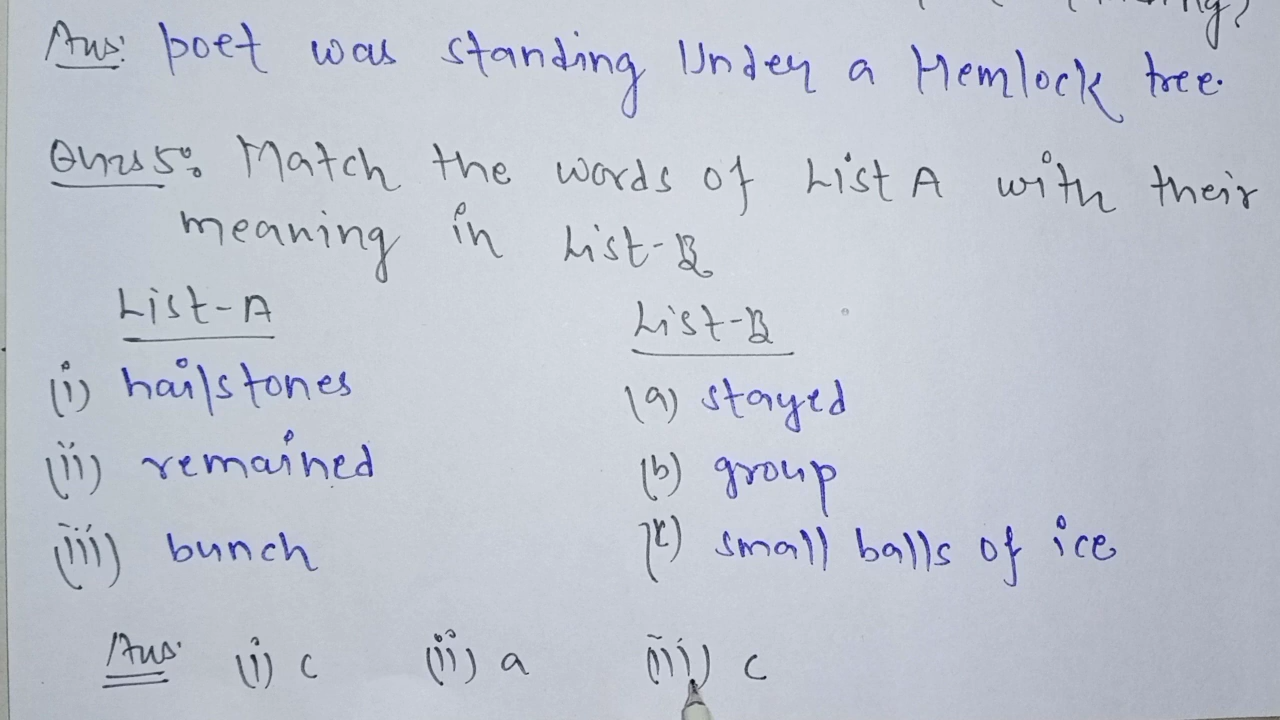 Ans: poet was standing Under a Hemlock tree.
Ques 5: Match the words of List A with their
meaning in List-B
List-A List-B
(i) hailstones (a) stayed
(ii) remained (b) group
(iii) bunch (c) small balls of ice
Ans. (i) c (ii) a (iii) c